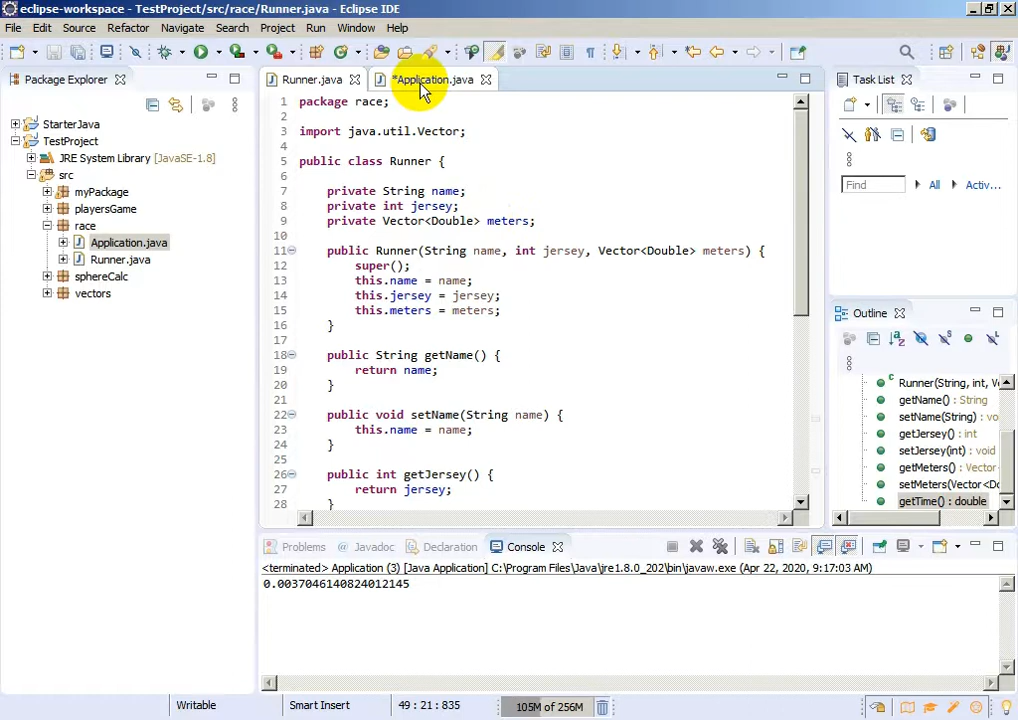 eclipse-workspace - TestProject/src/race/Runner.java - Eclipse IDE
File Edit Source Refactor Navigate Search Project Run Window Help
Package Explorer
StarterJava
TestProject
JRE System Library [JavaSE-1.8]
src
myPackage
playersGame
race
Application.java
Runner.java
sphereCalc
vectors
Runner.java *Application.java
1 package race;
2
3 import java.util.Vector;
4
5 public class Runner {
6
7 private String name;
8 private int jersey;
9 private Vector<Double> meters;
10
11 public Runner(String name, int jersey, Vector<Double> meters) {
12 super();
13 this.name = name;
14 this.jersey = jersey;
15 this.meters = meters;
16 }
17
18 public String getName() {
19 return name;
20 }
21
22 public void setName(String name) {
23 this.name = name;
24 }
25
26 public int getJersey() {
27 return jersey;
28 }
Task List
Find All Activ...
Outline
Runner(String, int, V
getName() : String
setName(String) : vo
getJersey() : int
setJersey(int) : void
getMeters() : Vector
setMeters(Vector<Do
getTime() : double
Problems Javadoc Declaration Console
<terminated> Application (3) [Java Application] C:\Program Files\Java\jre1.8.0_202\bin\javaw.exe (Apr 22, 2020, 9:17:03 AM)
0.0037046140824012145
Writable Smart Insert 49 : 21 : 835 105M of 256M